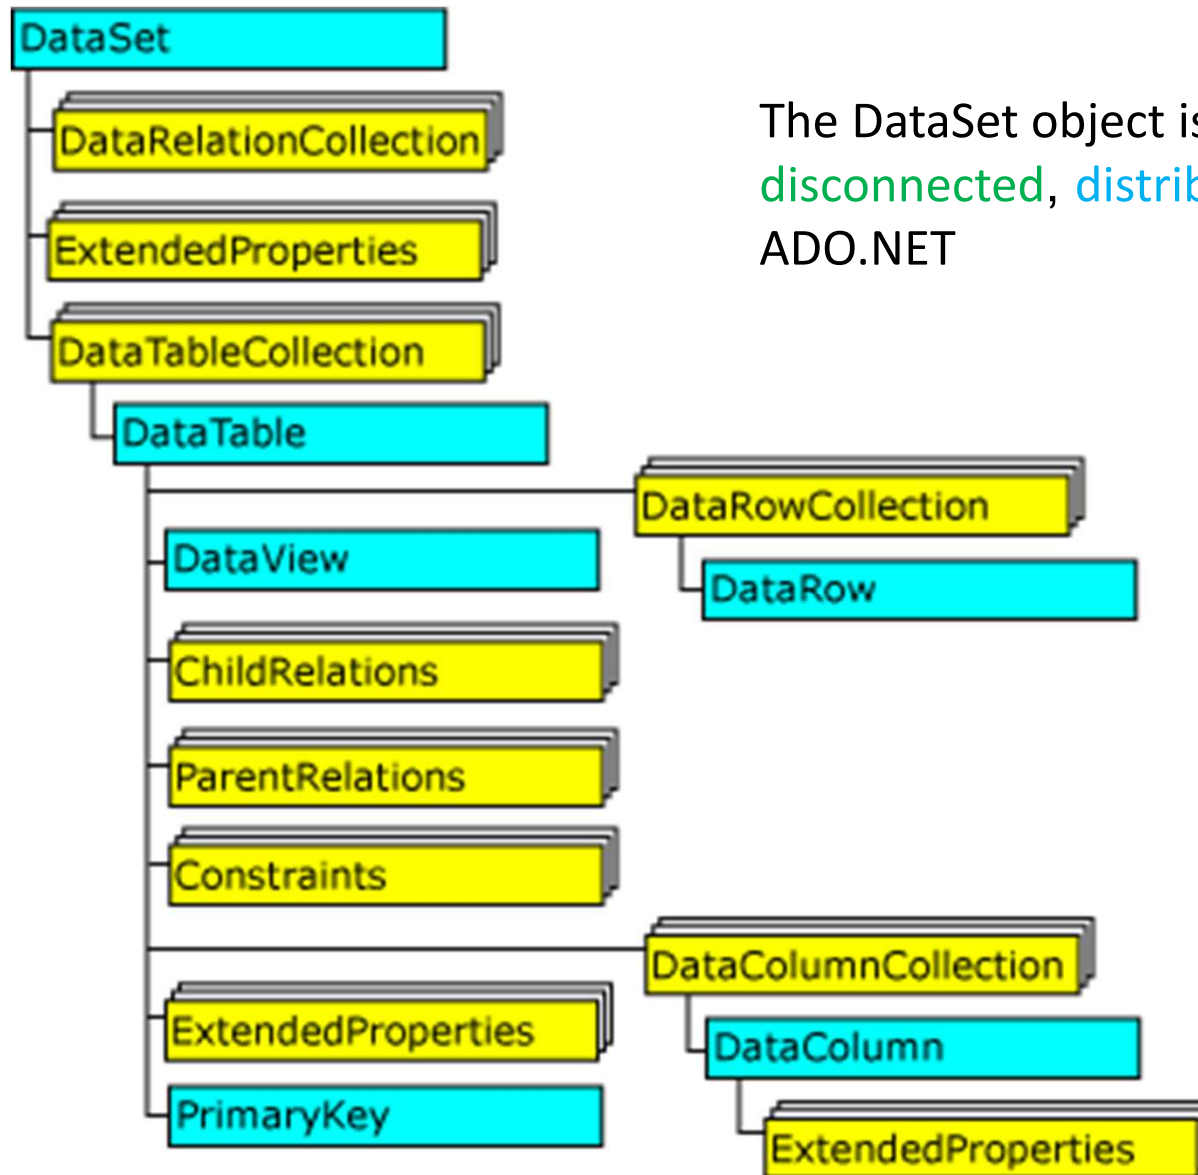 DataSet
DataRelationCollection
ExtendedProperties
DataTableCollection
DataTable
The DataSet object is
disconnected,
ADO.NET
DataRowCollection
DataRow
DataView
ChildRelations
ParentRelations
Constraints
DataColumnCollection
DataColumn
ExtendedProperties
ExtendedProperties
PrimaryKey